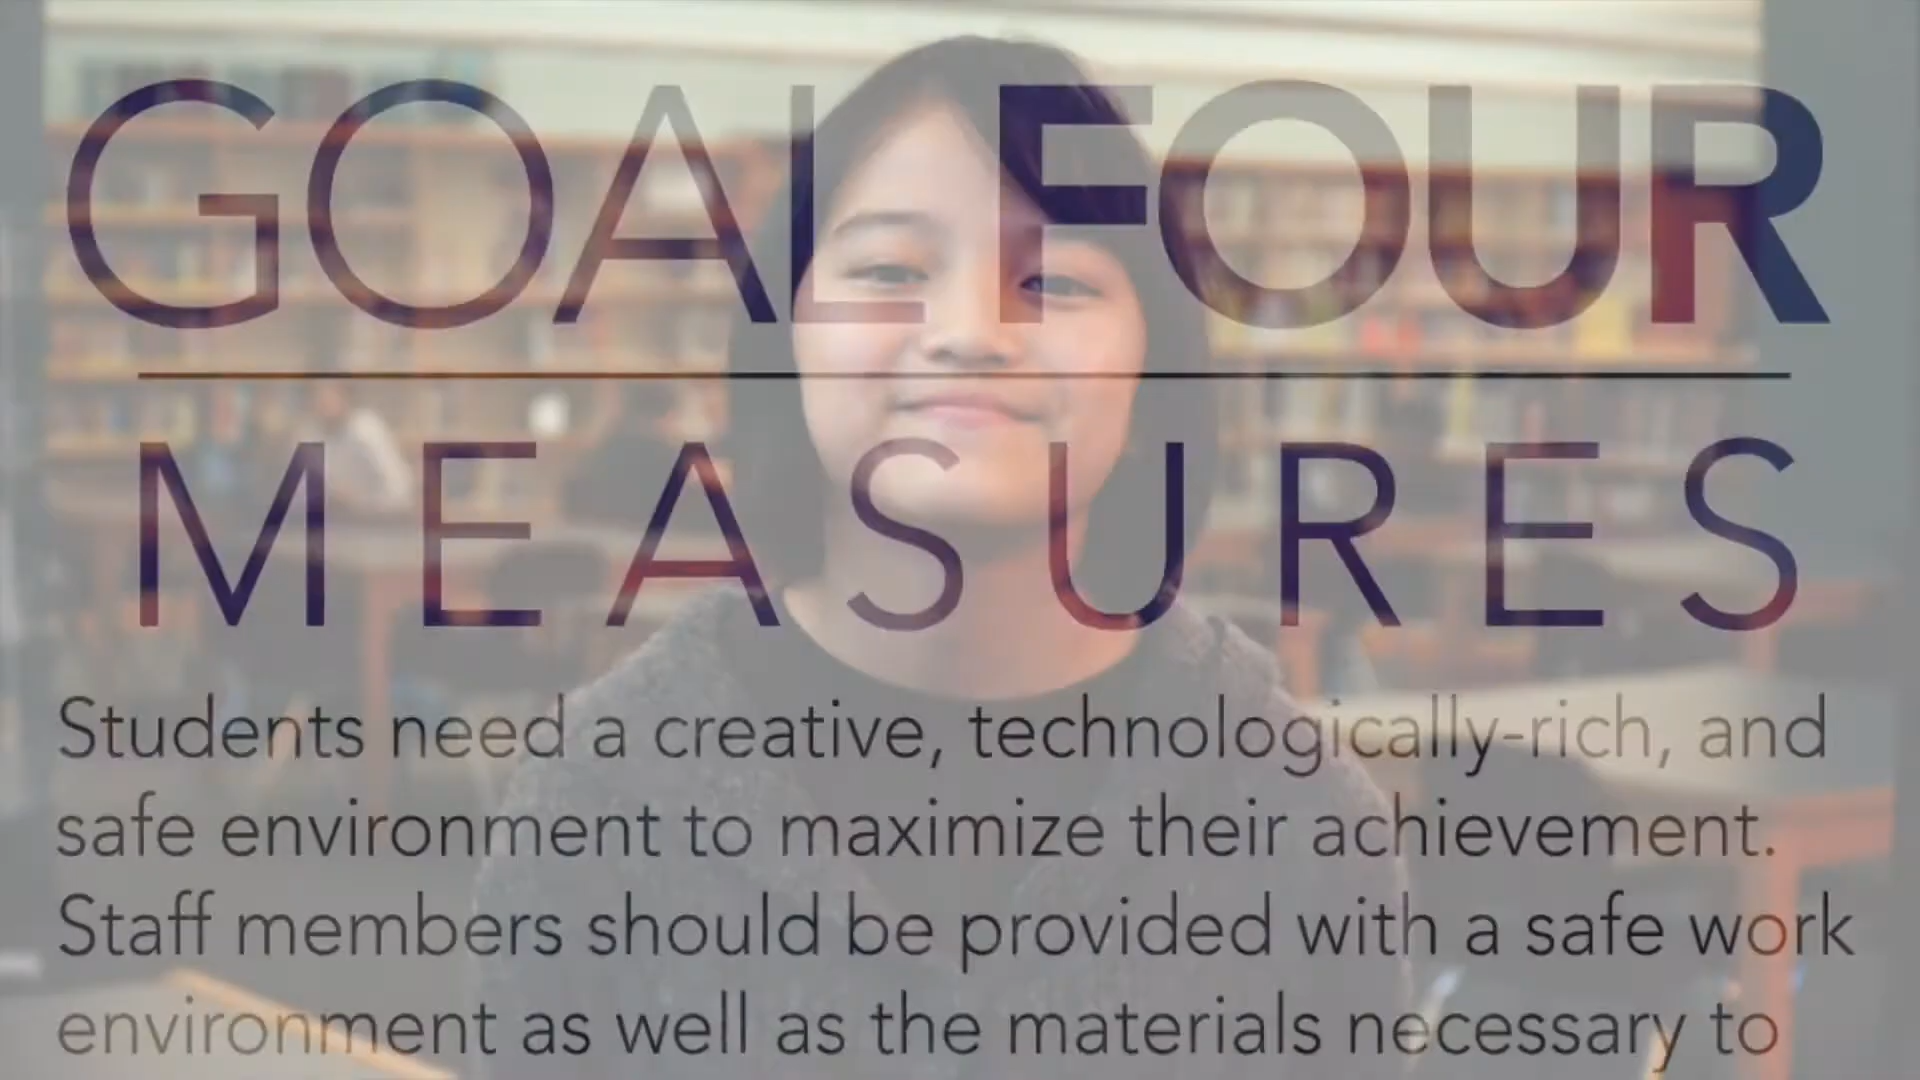 GOAL FOUR
MEASURES
Students need a creative, technologically-rich, and
safe environment to maximize their achievement.
Staff members should be provided with a safe work
environment as well as the materials necessary to